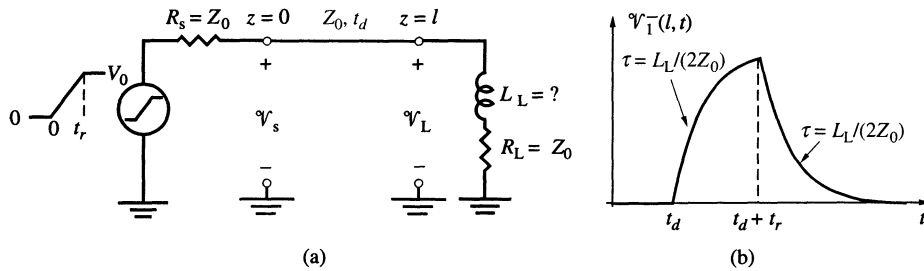 R_s = Z_0
z = 0
Z_0, t_d
z = l
V_0
0
0
t_r
+
+
𝒱_s
𝒱_L
−
−
L_L = ?
R_L = Z_0
(a)
𝒱_1^−(l, t)
τ = L_L/(2Z_0)
τ = L_L/(2Z_0)
t_d
t_d + t_r
t
(b)